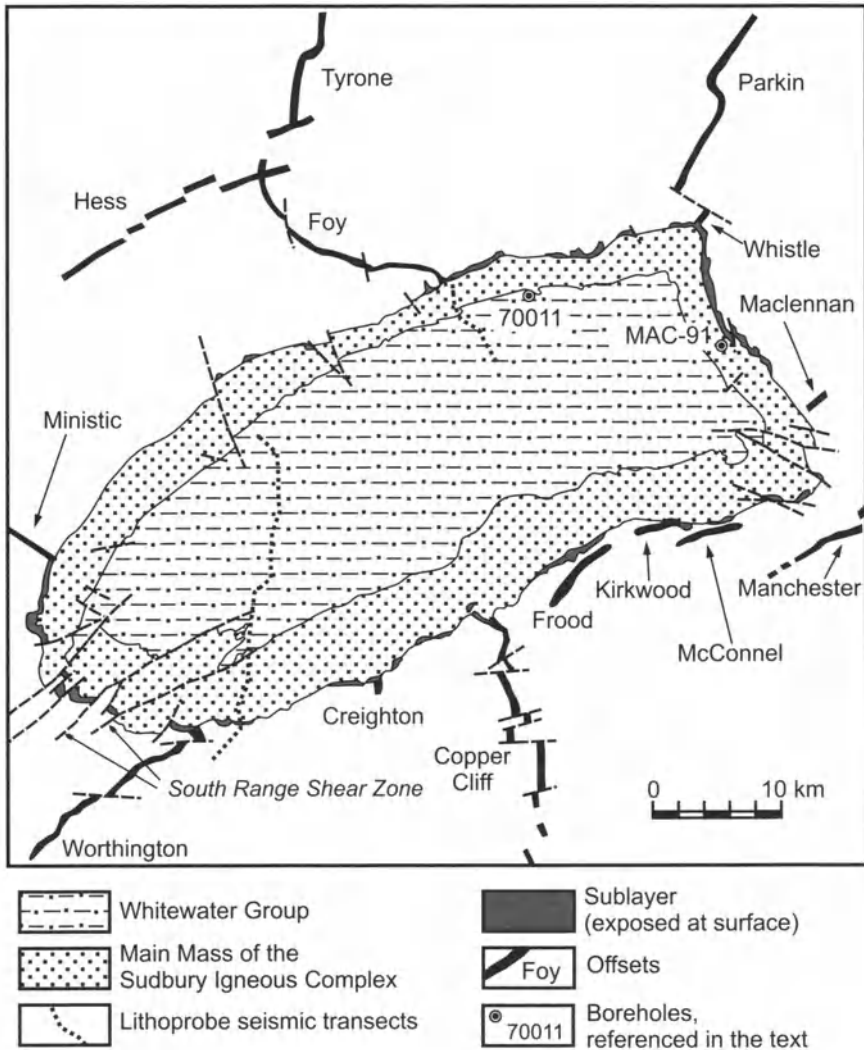 Tyrone
Parkin
Hess
Foy
Whistle
Maclennan
70011
MAC-91
Ministic
Kirkwood
Manchester
Frood
McConnel
Creighton
Copper
Cliff
South Range Shear Zone
0 10 km
Worthington
Whitewater Group
Main Mass of the
Sudbury Igneous Complex
Lithoprobe seismic transects
Sublayer
(exposed at surface)
Foy
Offsets
70011
Boreholes,
referenced in the text